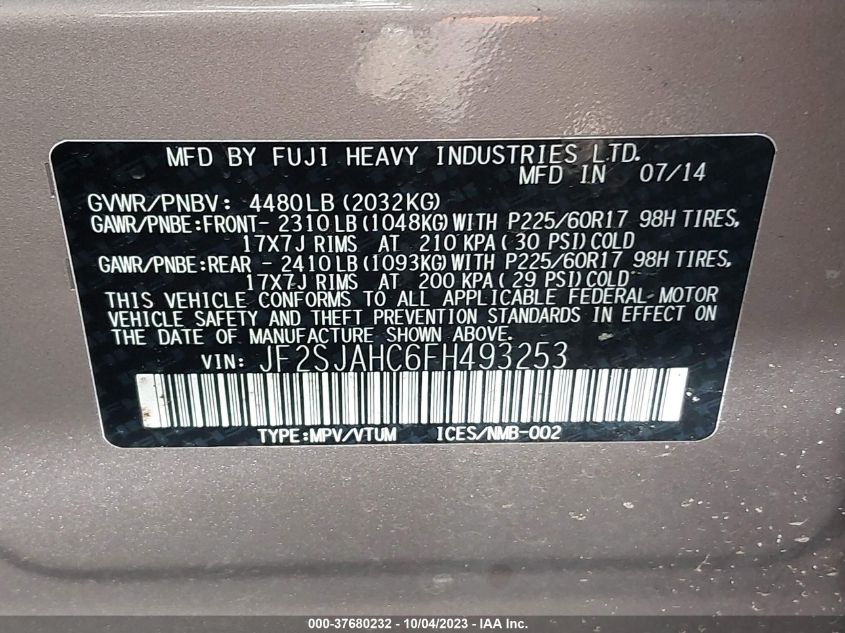 MFD BY FUJI HEAVY INDUSTRIES LTD.
MFD IN 07/14
GVWR/PNBV: 4480LB (2032KG)
GAWR/PNBE:FRONT- 2310LB (1048KG) WITH P225/60R17 98H TIRES,
17X7J RIMS AT 210 KPA (30 PSI) COLD
GAWR/PNBE:REAR - 2410LB (1093KG) WITH P225/60R17 98H TIRES,
17X7J RIMS AT 200 KPA (29 PSI) COLD
THIS VEHICLE CONFORMS TO ALL APPLICABLE FEDERAL MOTOR
VEHICLE SAFETY AND THEFT PREVENTION STANDARDS IN EFFECT ON
THE DATE OF MANUFACTURE SHOWN ABOVE.
VIN: JF2SJAHC6FH493253
TYPE:MPV/VTUM ICES/NMB-002
000-37680232 - 10/04/2023 - IAA Inc.